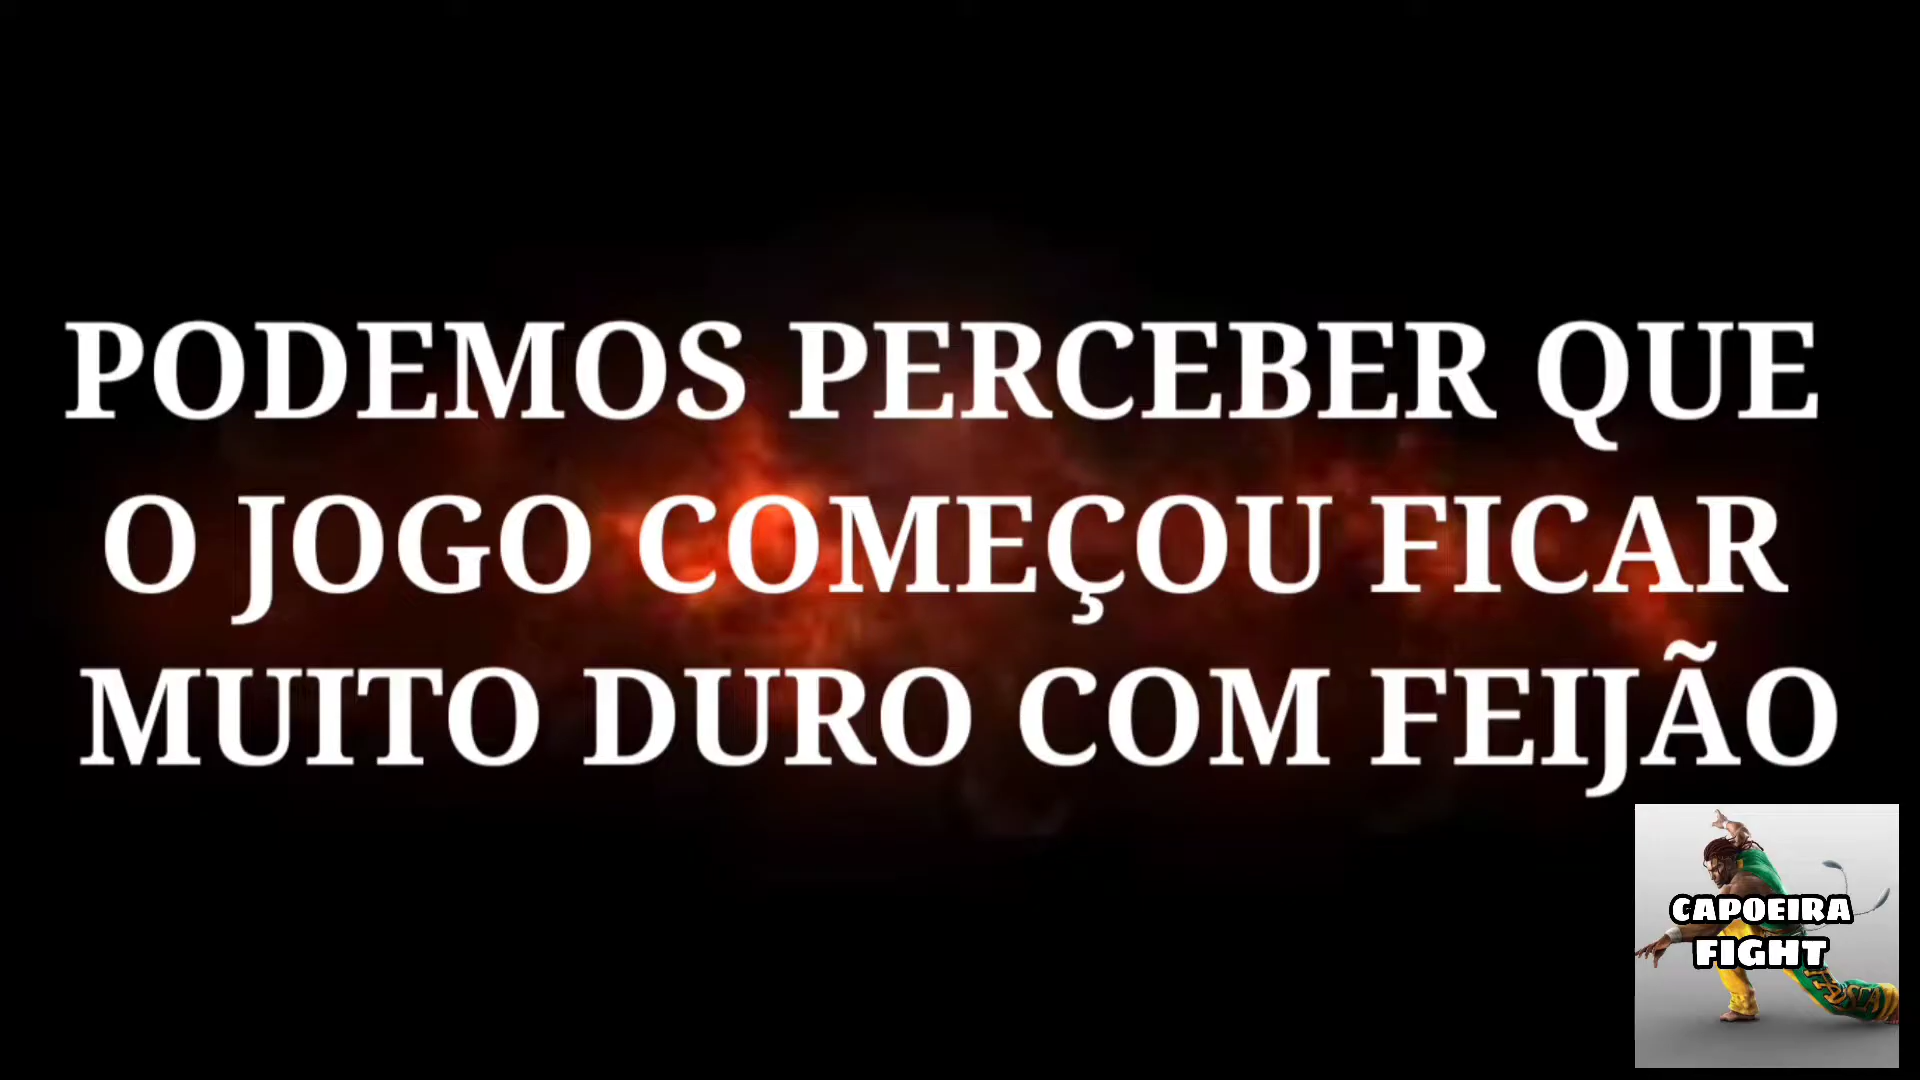 PODEMOS PERCEBER QUE
O JOGO COMEÇOU FICAR
MUITO DURO COM FEIJÃO
CAPOEIRA
FIGHT